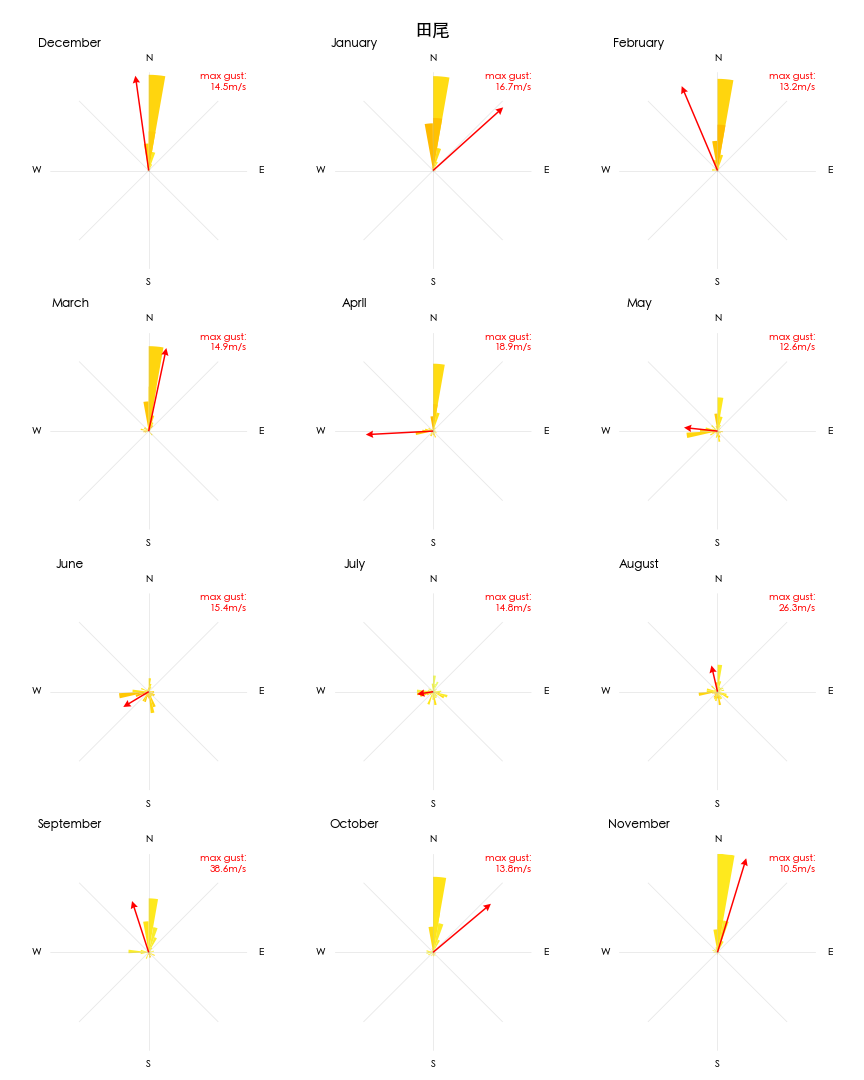 田尾
December
N
max gust:
14.5m/s
W
E
S
January
N
max gust:
16.7m/s
W
E
S
February
N
max gust:
13.2m/s
W
E
S
March
N
max gust:
14.9m/s
W
E
S
April
N
max gust:
18.9m/s
W
E
S
May
N
max gust:
12.6m/s
W
E
S
June
N
max gust:
15.4m/s
W
E
S
July
N
max gust:
14.8m/s
W
E
S
August
N
max gust:
26.3m/s
W
E
S
September
N
max gust:
38.6m/s
W
E
S
October
N
max gust:
13.8m/s
W
E
S
November
N
max gust:
10.5m/s
W
E
S